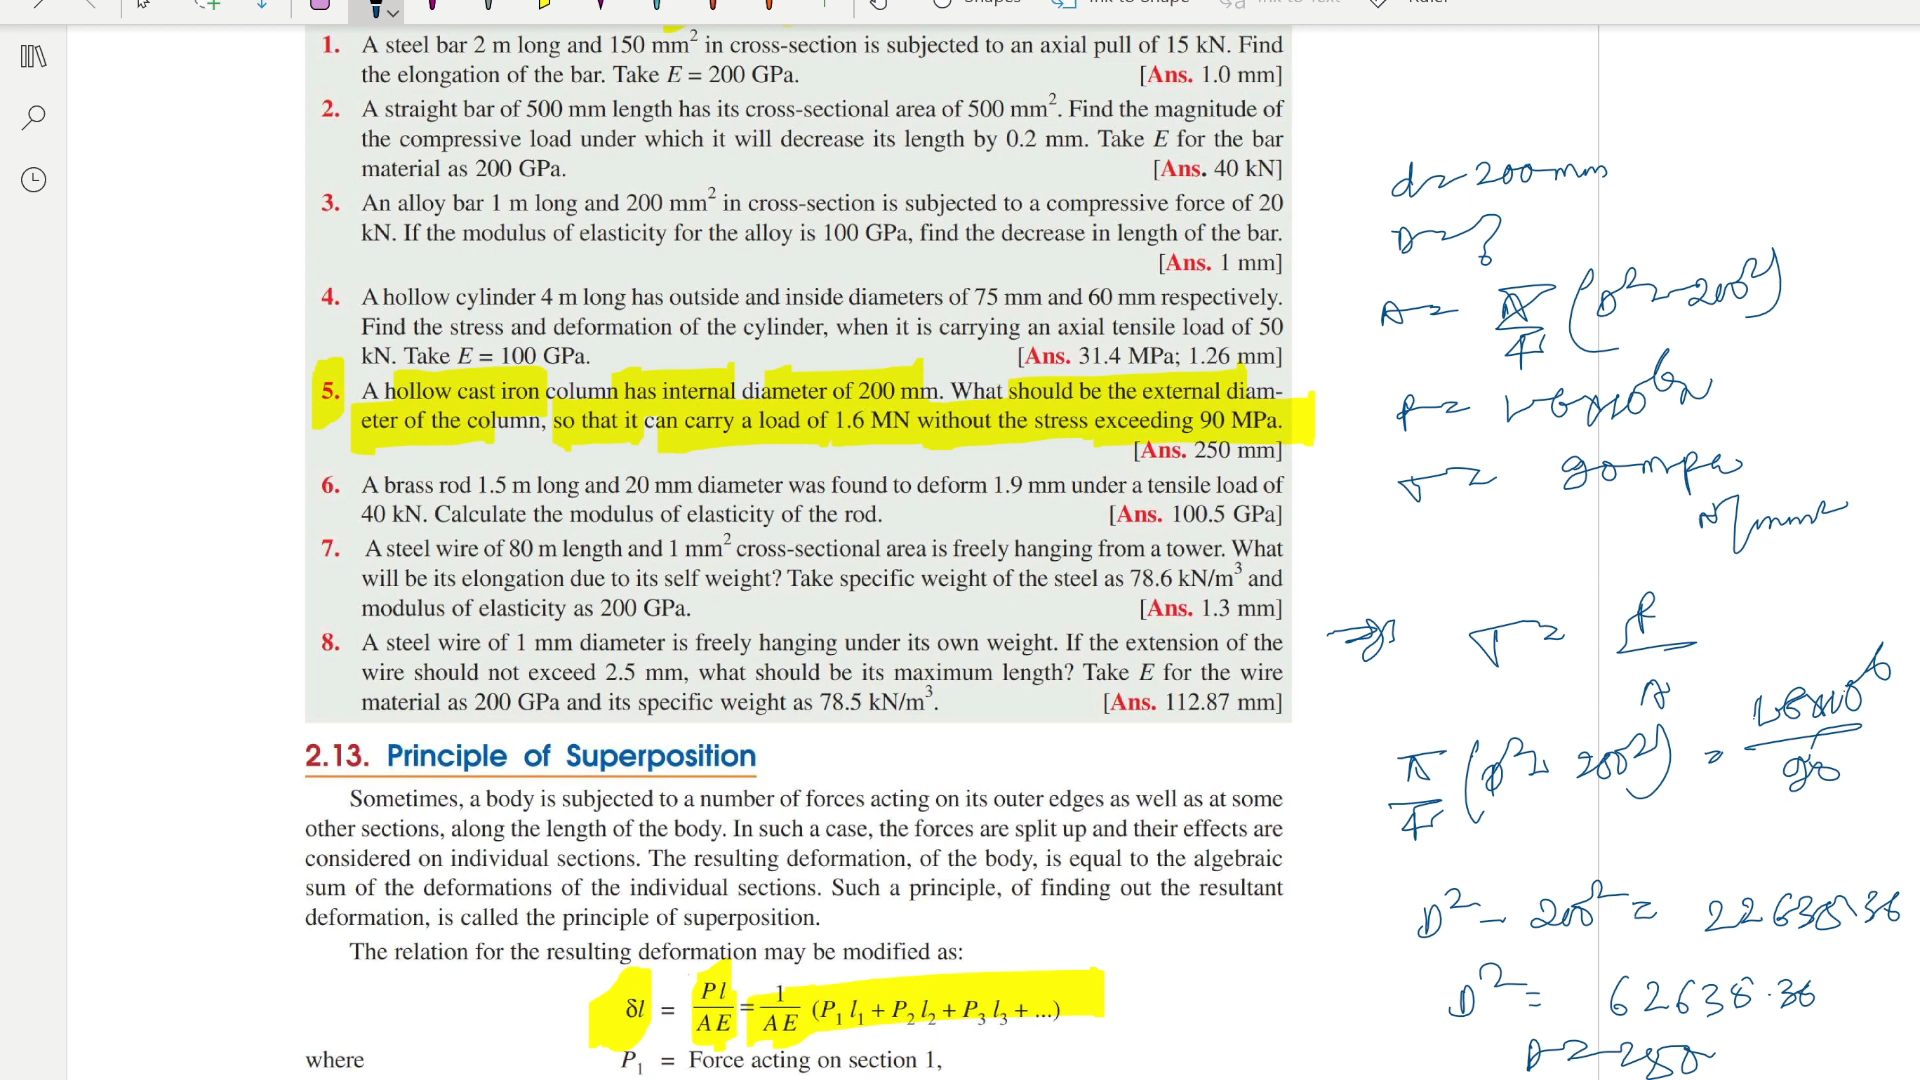 1. A steel bar 2 m long and 150 mm² in cross-section is subjected to an axial pull of 15 kN. Find
the elongation of the bar. Take E = 200 GPa. [Ans. 1.0 mm]
2. A straight bar of 500 mm length has its cross-sectional area of 500 mm². Find the magnitude of
the compressive load under which it will decrease its length by 0.2 mm. Take E for the bar
material as 200 GPa. [Ans. 40 kN]
3. An alloy bar 1 m long and 200 mm² in cross-section is subjected to a compressive force of 20
kN. If the modulus of elasticity for the alloy is 100 GPa, find the decrease in length of the bar.
[Ans. 1 mm]
4. A hollow cylinder 4 m long has outside and inside diameters of 75 mm and 60 mm respectively.
Find the stress and deformation of the cylinder, when it is carrying an axial tensile load of 50
kN. Take E = 100 GPa. [Ans. 31.4 MPa; 1.26 mm]
5. A hollow cast iron column has internal diameter of 200 mm. What should be the external diam-
eter of the column, so that it can carry a load of 1.6 MN without the stress exceeding 90 MPa.
[Ans. 250 mm]
6. A brass rod 1.5 m long and 20 mm diameter was found to deform 1.9 mm under a tensile load of
40 kN. Calculate the modulus of elasticity of the rod. [Ans. 100.5 GPa]
7. A steel wire of 80 m length and 1 mm² cross-sectional area is freely hanging from a tower. What
will be its elongation due to its self weight? Take specific weight of the steel as 78.6 kN/m³ and
modulus of elasticity as 200 GPa. [Ans. 1.3 mm]
8. A steel wire of 1 mm diameter is freely hanging under its own weight. If the extension of the
wire should not exceed 2.5 mm, what should be its maximum length? Take E for the wire
material as 200 GPa and its specific weight as 78.5 kN/m³. [Ans. 112.87 mm]
2.13. Principle of Superposition
Sometimes, a body is subjected to a number of forces acting on its outer edges as well as at some
other sections, along the length of the body. In such a case, the forces are split up and their effects are
considered on individual sections. The resulting deformation, of the body, is equal to the algebraic
sum of the deformations of the individual sections. Such a principle, of finding out the resultant
deformation, is called the principle of superposition.
The relation for the resulting deformation may be modified as:
δl = Pl/AE = 1/AE (P₁ l₁ + P₂ l₂ + P₃ l₃ + ...)
where P₁ = Force acting on section 1,
d = 200 mm
D = ?
A = π/4 (D² - 200²)
P = 1.6×10⁶ N
σ = 90 MPa
N/mm²
σ = P/A
π/4 (D² - 200²) = 1.6×10⁶/90
D² - 200² =
D² = 62638.36
D = 250